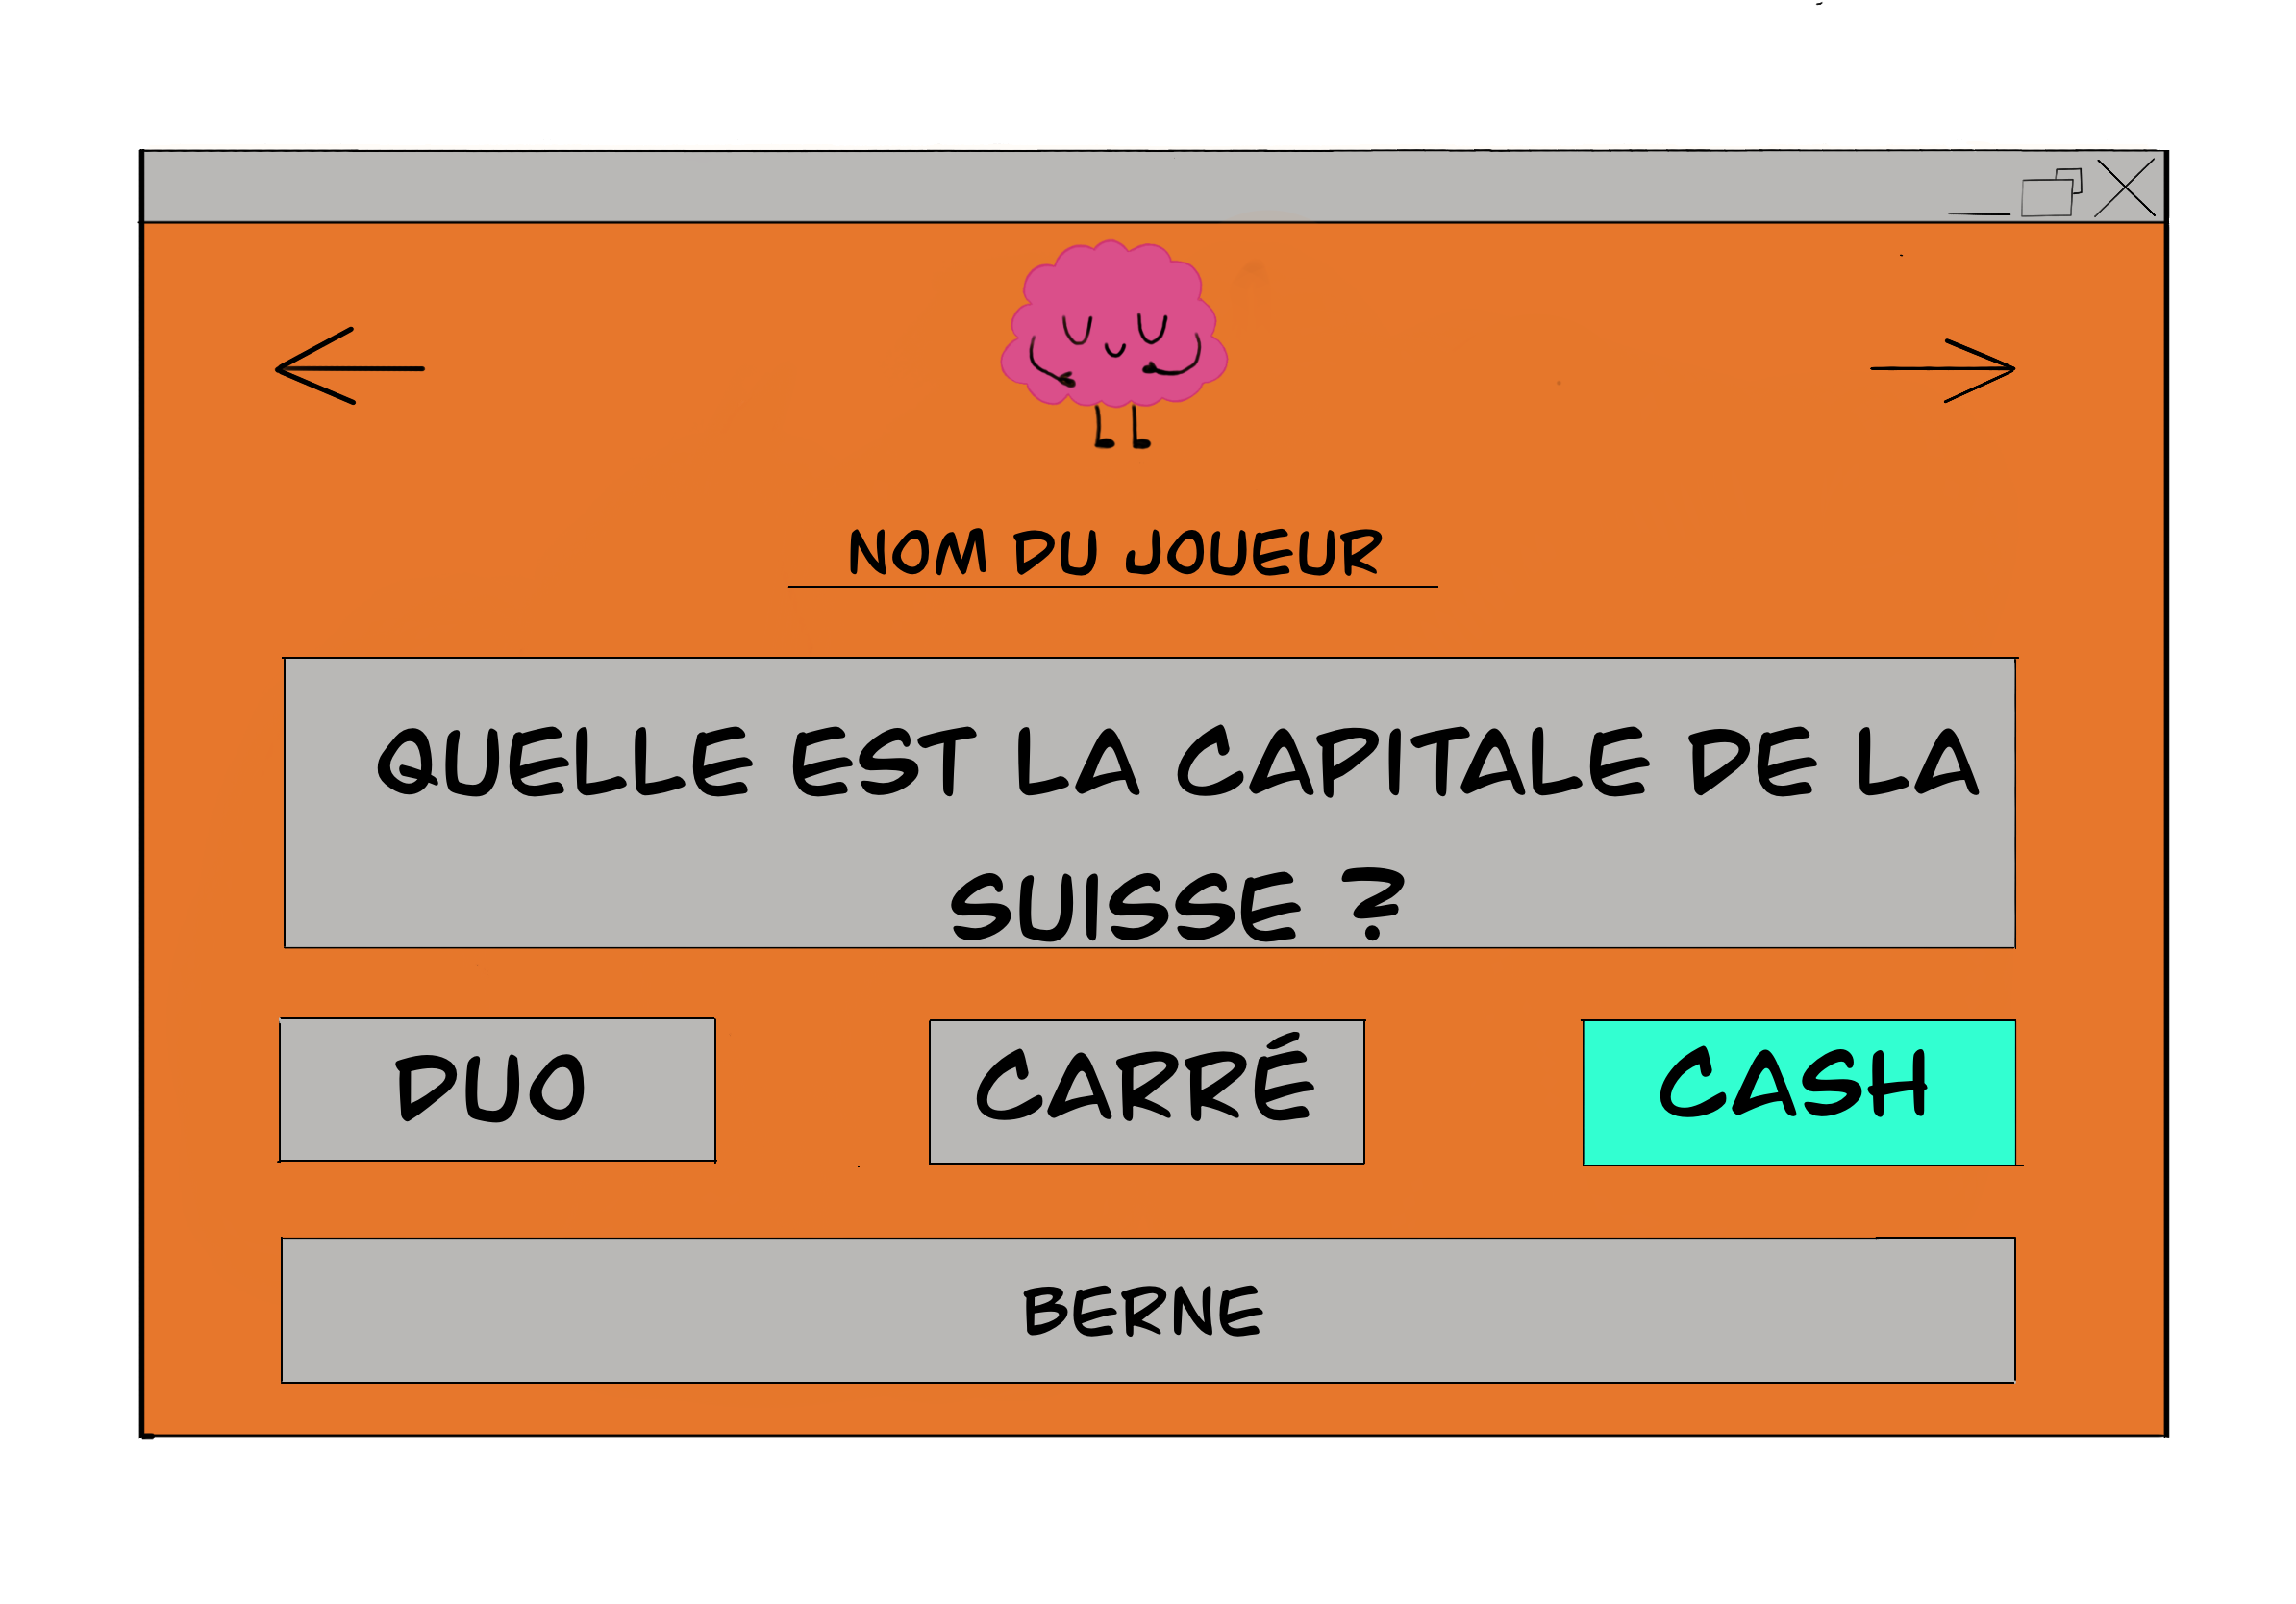 NOM DU JOUEUR
QUELLE EST LA CAPITALE DE LA
SUISSE ?
DUO
CARRÉ
CASH
BERNE